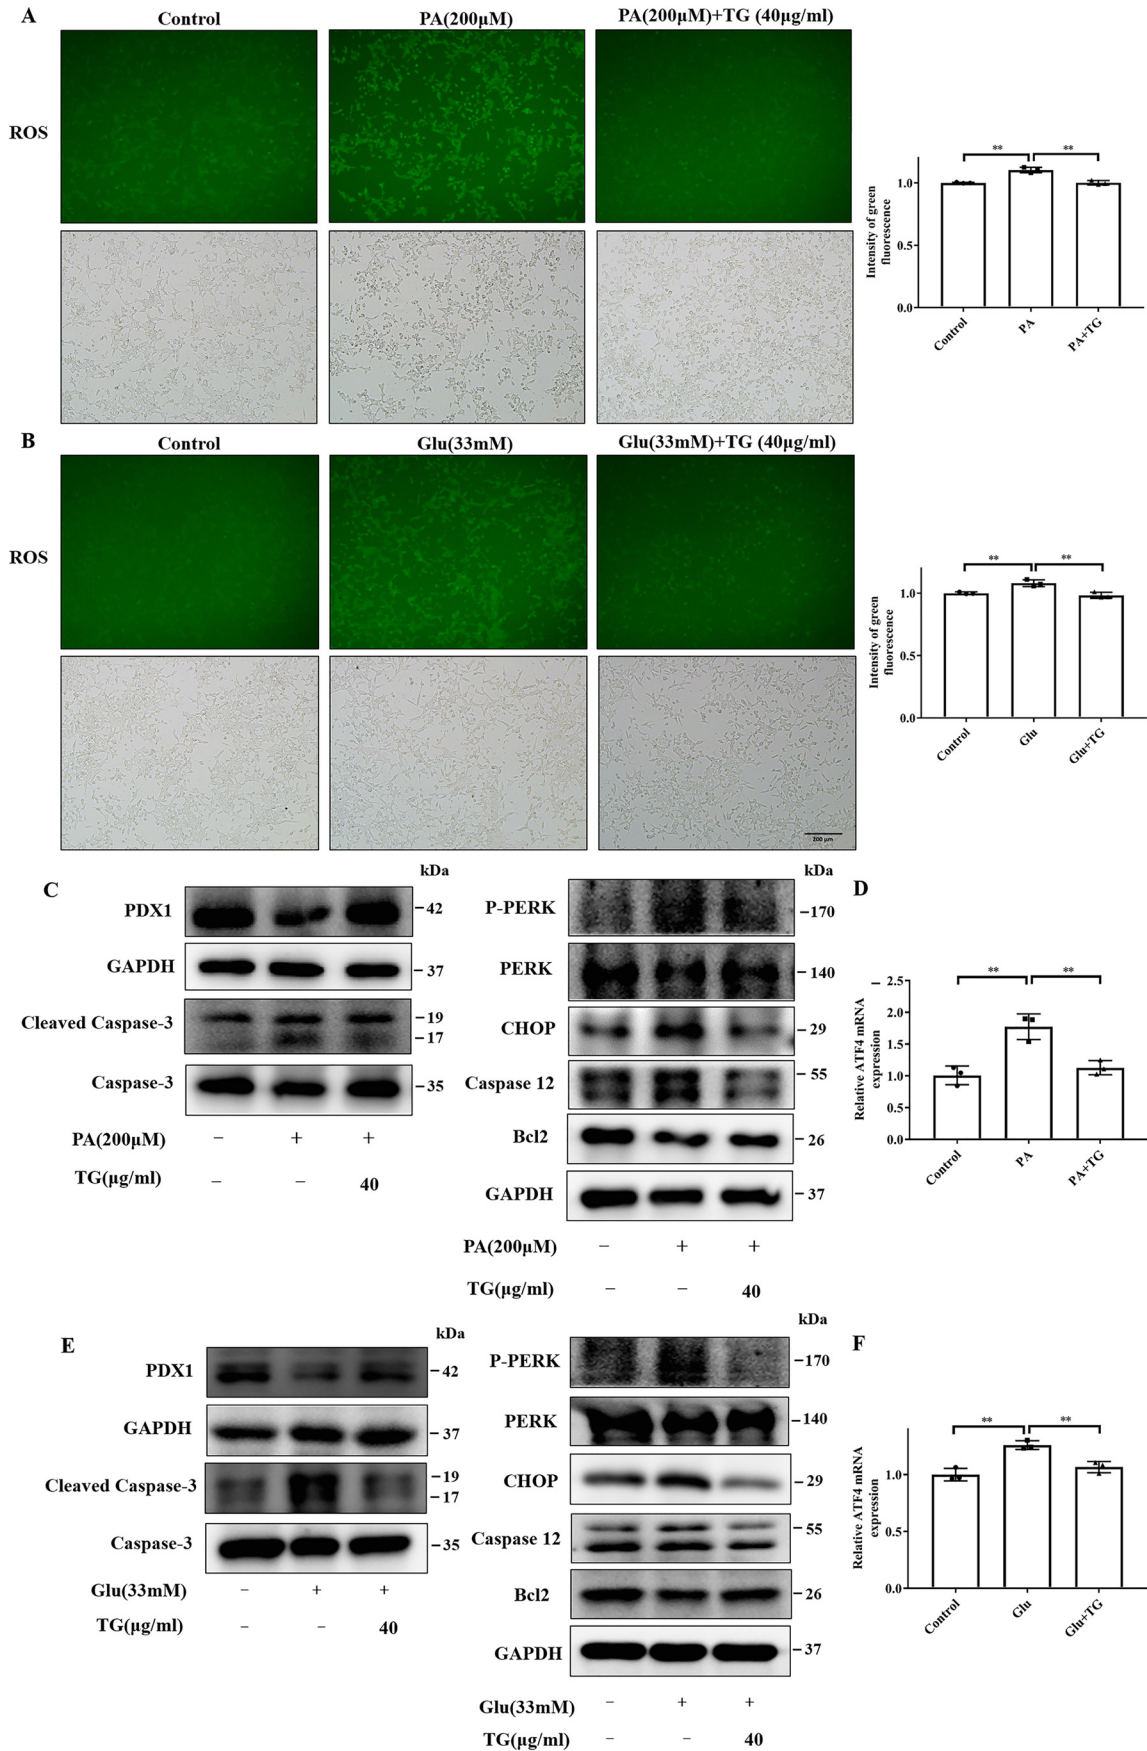 A
Control
PA(200μM)
PA(200μM)+TG (40μg/ml)
ROS
Intensity of green
fluorescence
1.0
0.5
0.0
**
**
Control
PA
PA+TG
B
Control
Glu(33mM)
Glu(33mM)+TG (40μg/ml)
ROS
200 μm
Intensity of green
fluorescence
1.0
0.5
0.0
**
**
Control
Glu
Glu+TG
C
kDa
PDX1
42
GAPDH
37
Cleaved Caspase-3
19
17
Caspase-3
35
PA(200μM)
− + +
TG(μg/ml)
− − 40
kDa
P-PERK
170
PERK
140
CHOP
29
Caspase 12
55
Bcl2
26
GAPDH
37
PA(200μM)
− + +
TG(μg/ml)
− − 40
D
Relative ATF4 mRNA
expression
2.5
2.0
1.5
1.0
0.5
0.0
**
**
Control
PA
PA+TG
E
kDa
PDX1
42
GAPDH
37
Cleaved Caspase-3
19
17
Caspase-3
35
Glu(33mM)
− + +
TG(μg/ml)
− − 40
kDa
P-PERK
170
PERK
140
CHOP
29
Caspase 12
55
Bcl2
26
GAPDH
37
Glu(33mM)
− + +
TG(μg/ml)
− − 40
F
Relative ATF4 mRNA
expression
1.0
0.5
0.0
**
**
Control
Glu
Glu+TG